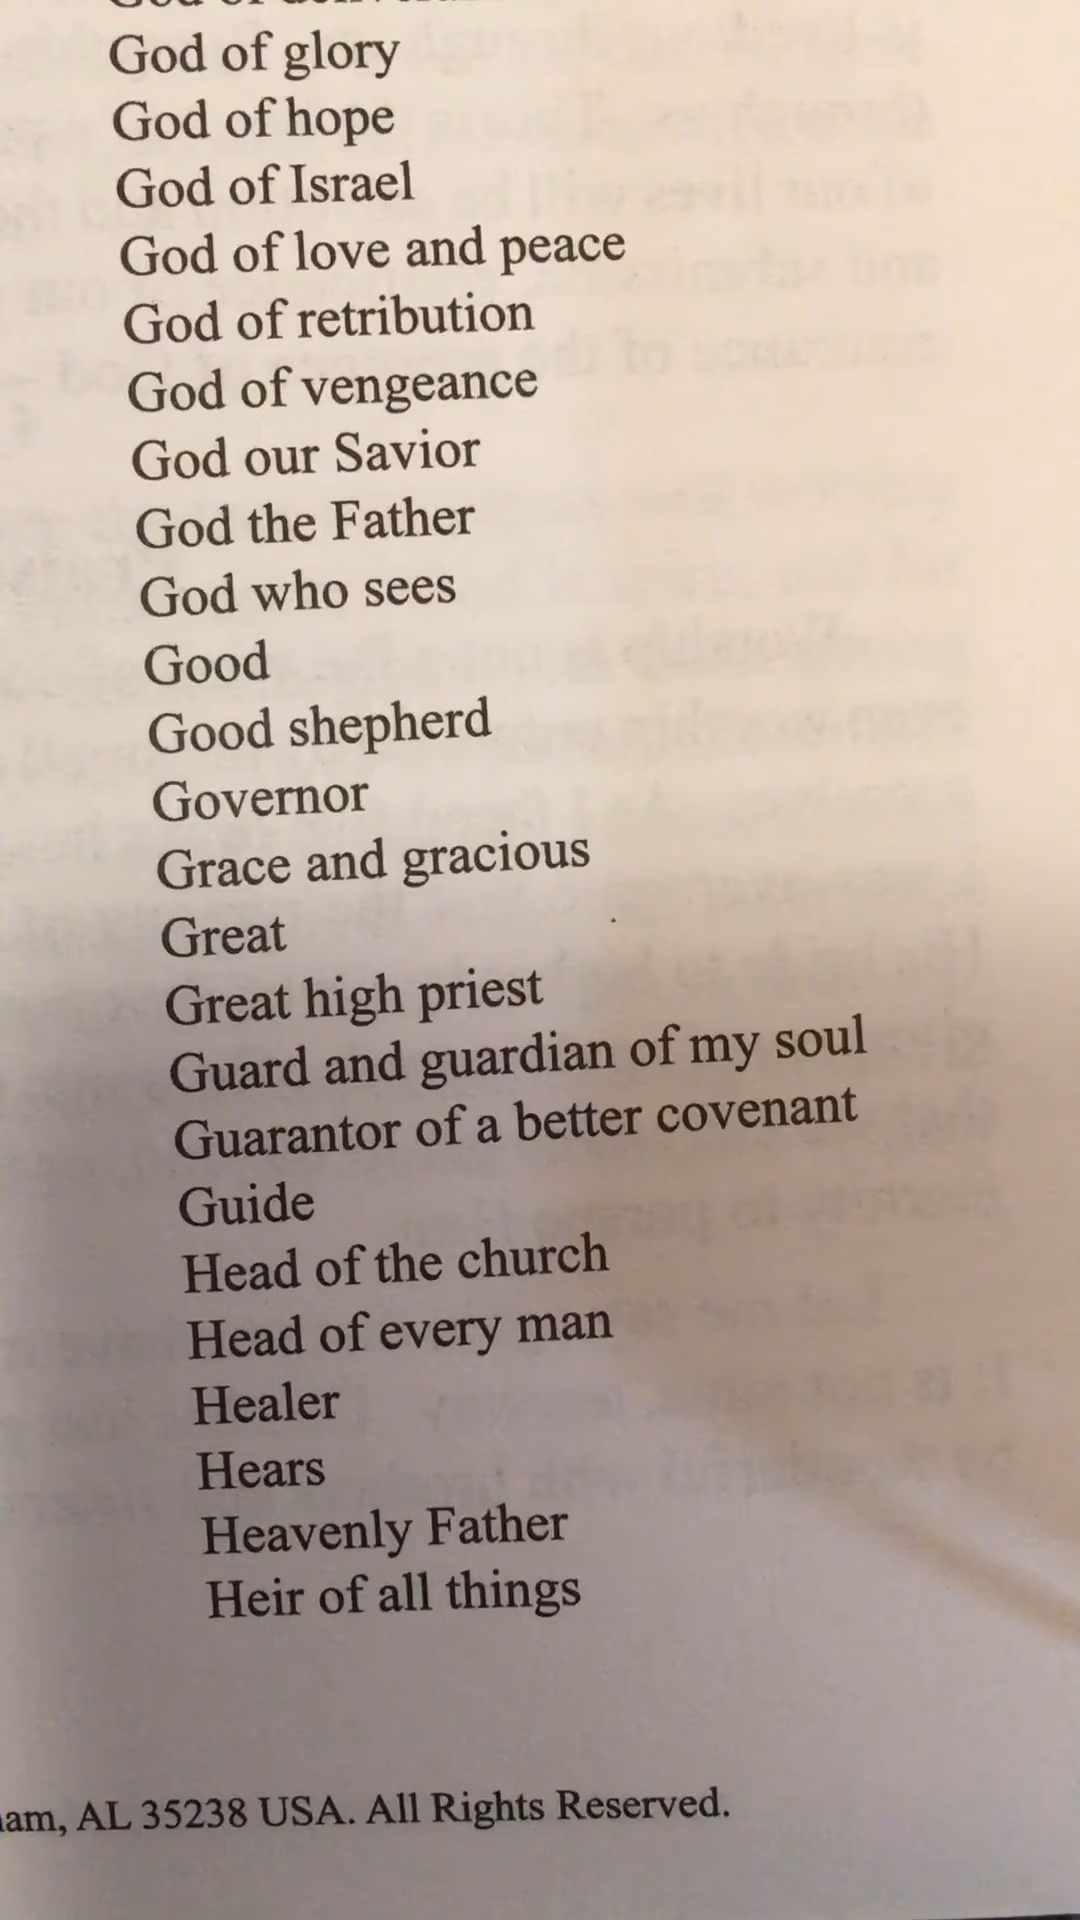 God of
God of glory
God of hope
God of Israel
God of love and peace
God of retribution
God of vengeance
God our Savior
God the Father
God who sees
Good
Good shepherd
Governor
Grace and gracious
Great
Great high priest
Guard and guardian of my soul
Guarantor of a better covenant
Guide
Head of the church
Head of every man
Healer
Hears
Heavenly Father
Heir of all things
AL 35238 USA. All Rights Reserved.